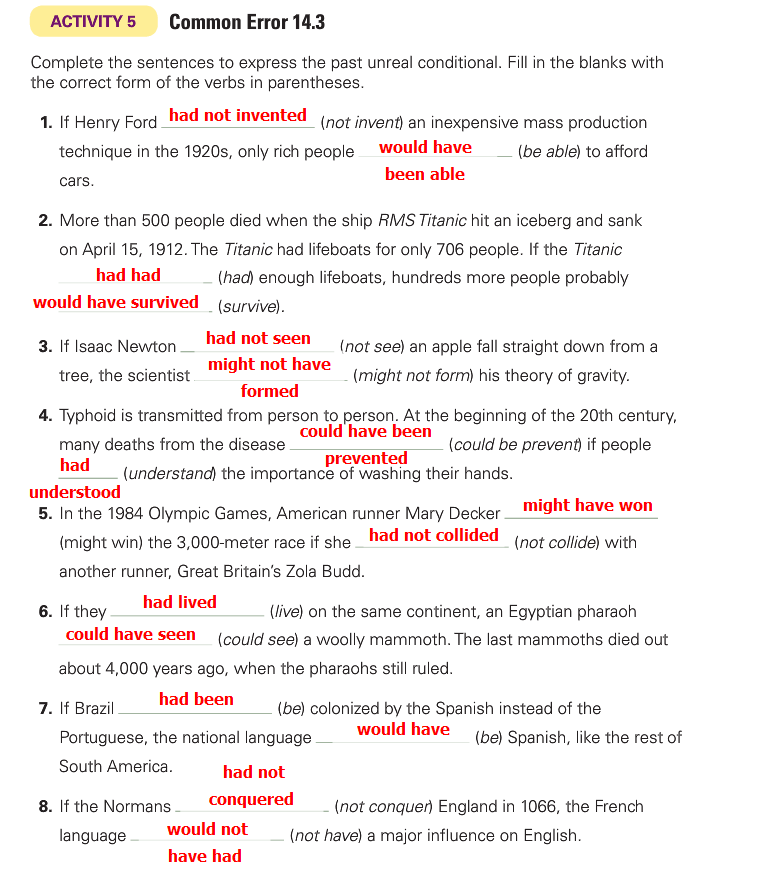 ACTIVITY 5 Common Error 14.3
Complete the sentences to express the past unreal conditional. Fill in the blanks with
the correct form of the verbs in parentheses.
1. If Henry Ford had not invented (not invent) an inexpensive mass production
technique in the 1920s, only rich people would have (be able) to afford
been able
cars.
2. More than 500 people died when the ship RMS Titanic hit an iceberg and sank
on April 15, 1912. The Titanic had lifeboats for only 706 people. If the Titanic
had had (had) enough lifeboats, hundreds more people probably
would have survived (survive).
3. If Isaac Newton had not seen (not see) an apple fall straight down from a
might not have
tree, the scientist (might not form) his theory of gravity.
formed
4. Typhoid is transmitted from person to person. At the beginning of the 20th century,
could have been
many deaths from the disease (could be prevent) if people
prevented
had (understand) the importance of washing their hands.
understood
5. In the 1984 Olympic Games, American runner Mary Decker might have won
(might win) the 3,000-meter race if she had not collided (not collide) with
another runner, Great Britain's Zola Budd.
6. If they had lived (live) on the same continent, an Egyptian pharaoh
could have seen (could see) a woolly mammoth. The last mammoths died out
about 4,000 years ago, when the pharaohs still ruled.
7. If Brazil had been (be) colonized by the Spanish instead of the
Portuguese, the national language would have (be) Spanish, like the rest of
South America.
had not
8. If the Normans conquered (not conquer) England in 1066, the French
language would not (not have) a major influence on English.
have had